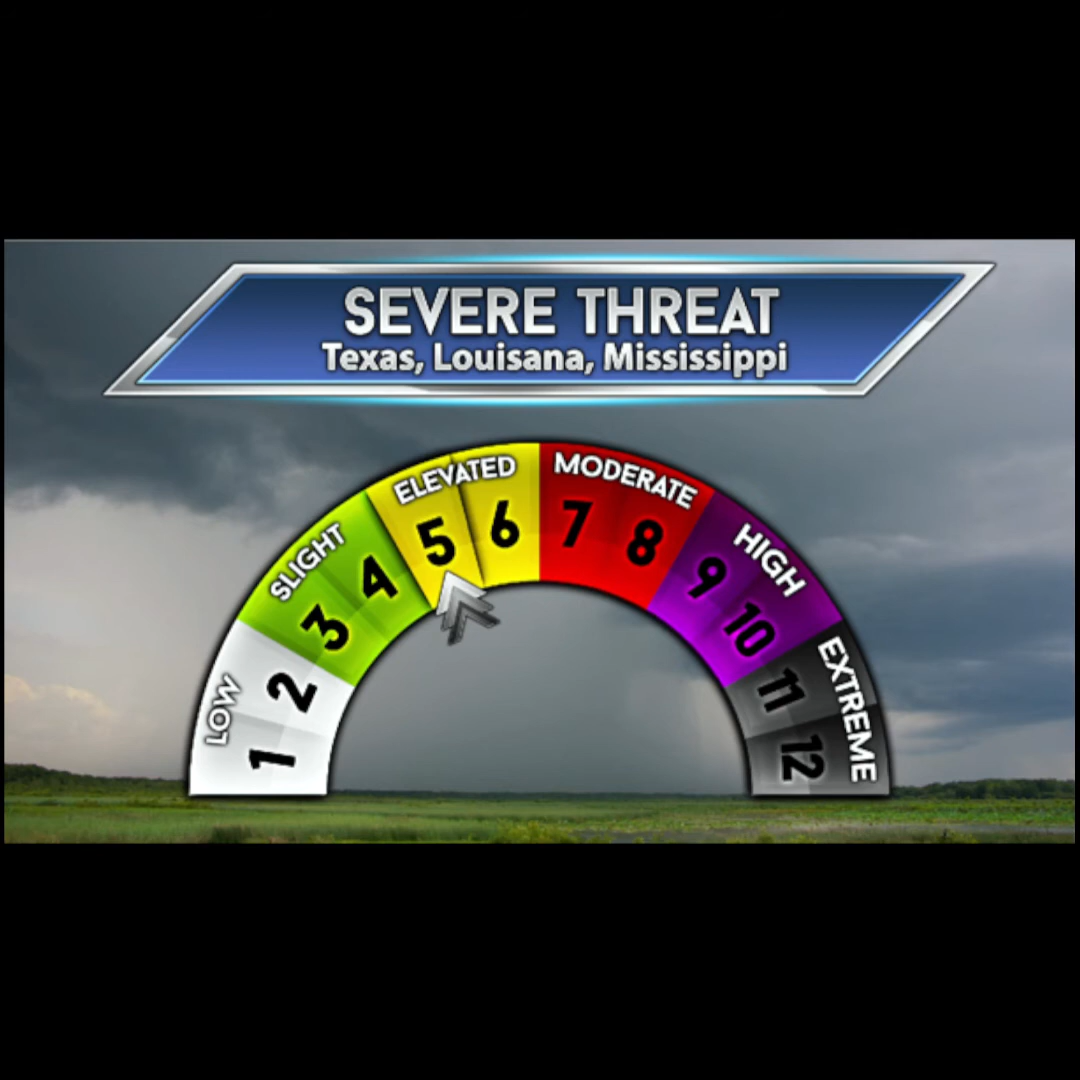 SEVERE THREAT
Texas, Louisana, Mississippi
LOW
1
2
SLIGHT
3
4
ELEVATED
5
6
MODERATE
7
8
HIGH
9
10
EXTREME
11
12